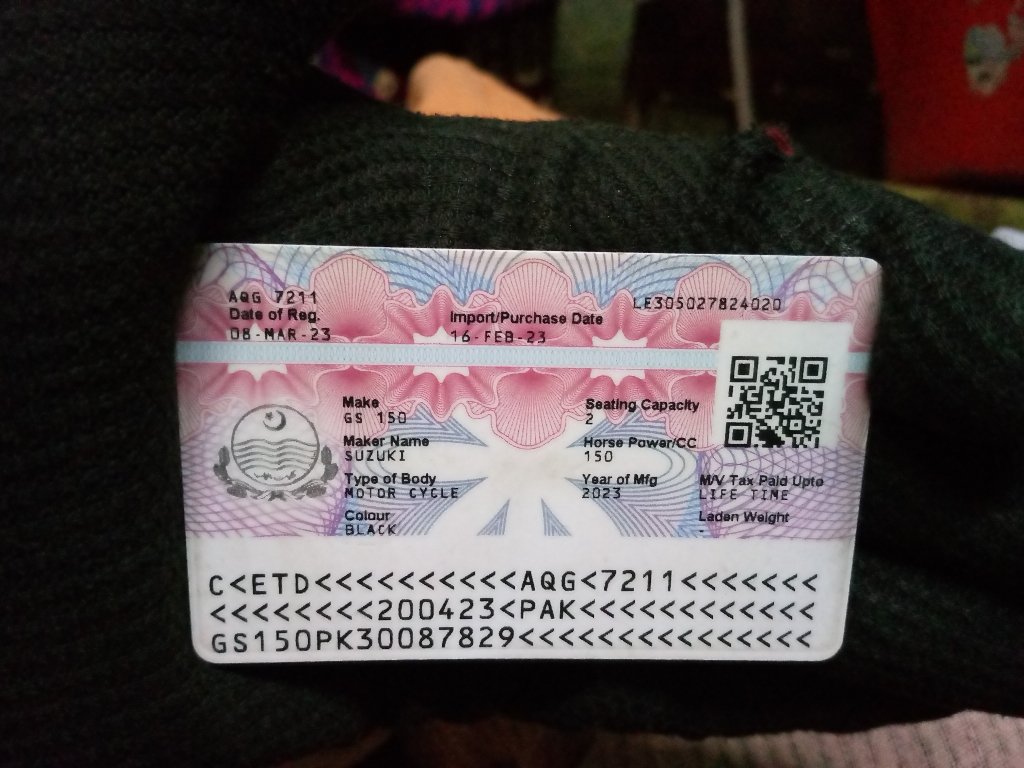 AQG 7211
LE30502782402D
Date of Reg.
Import/Purchase Date
08-MAR-23
16-FEB-23
Make
Seating Capacity
GS 150
2
Maker Name
Horse Power/CC
SUZUKI
150
Type of Body
Year of Mfg
M/V Tax Paid Upto
MOTOR CYCLE
2023
LIFE TIME
Colour
Laden Weight
BLACK
-
C<ETD<<<<<<<<<<AQG<7211<<<<<<<
<<<<<<<<200423<PAK<<<<<<<<<<<<
GS150PK30087829<<<<<<<<<<<<<<<